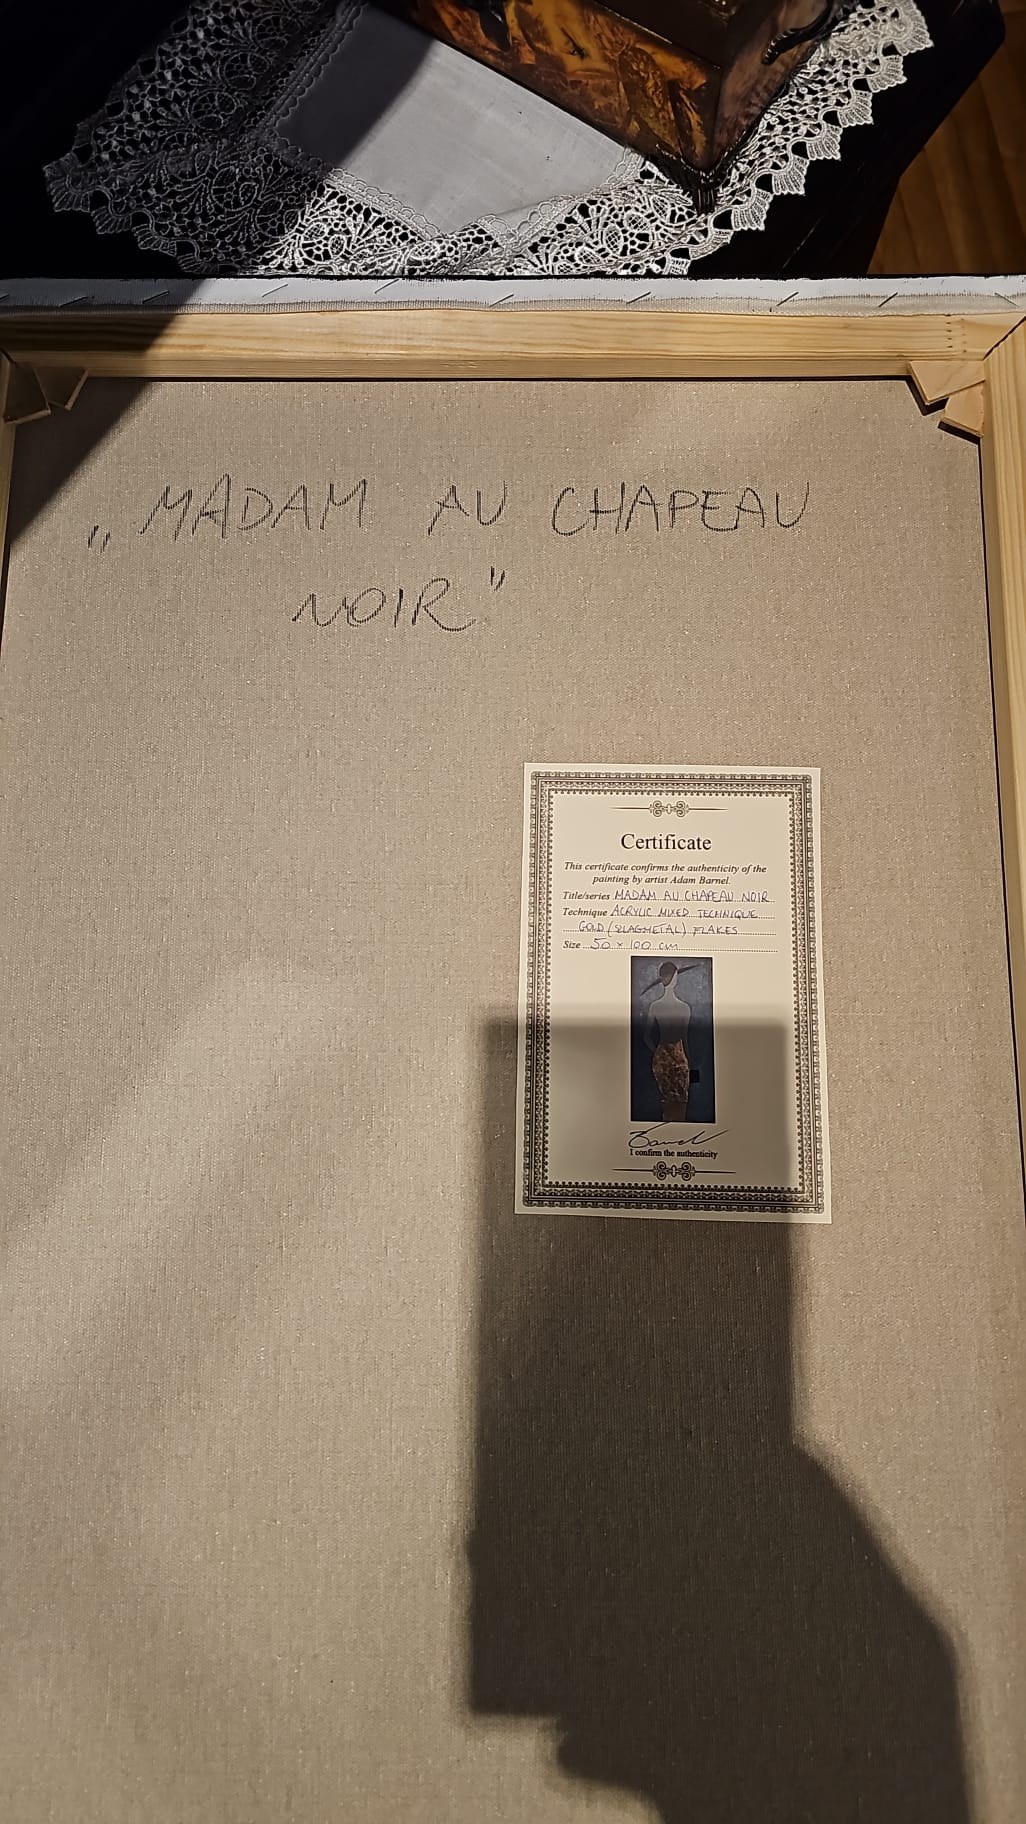 „MADAM AU CHAPEAU
NOIR"
Certificate
This certificate confirms the authenticity of the
painting by artist Adam Barnel.
Title/series MADAM AU CHAPEAU NOIR
Technique ACRYLIC MIXED TECHNIQUE
GOLD (SLAGMETAL) FLAKES
Size 50 x 100 cm
Barnel
I confirm the authenticity